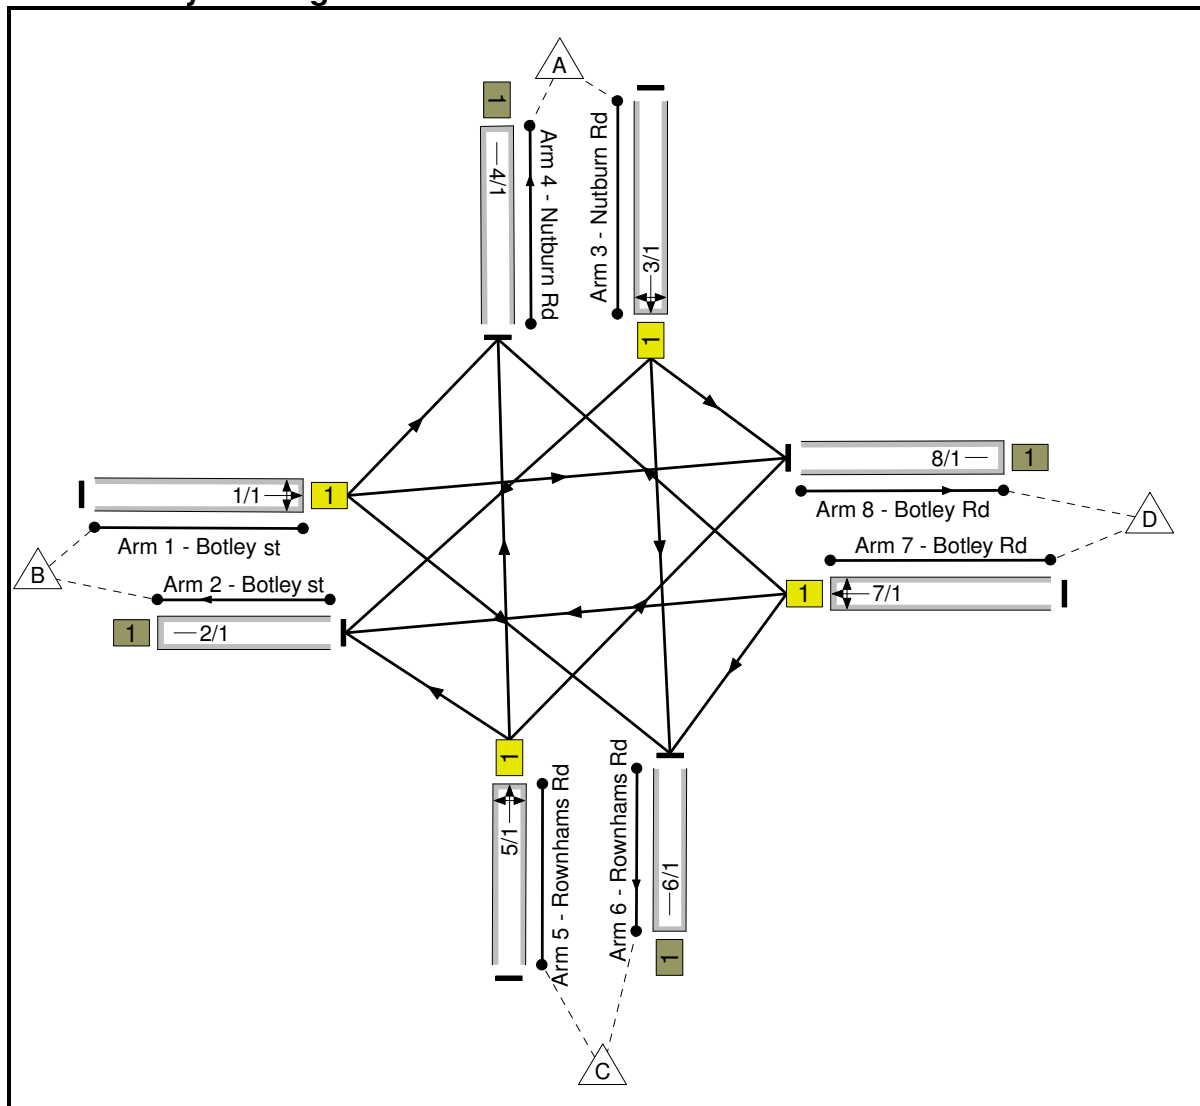 A
1
1
Arm 4 - Nutburn Rd
Arm 3 - Nutburn Rd
4/1
3/1
1
8/1
1
1/1
1
Arm 8 - Botley Rd
D
Arm 1 - Botley st
Arm 7 - Botley Rd
B
Arm 2 - Botley st
1
7/1
1
2/1
1
Arm 5 - Rownhams Rd
Arm 6 - Rownhams Rd
5/1
6/1
1
C